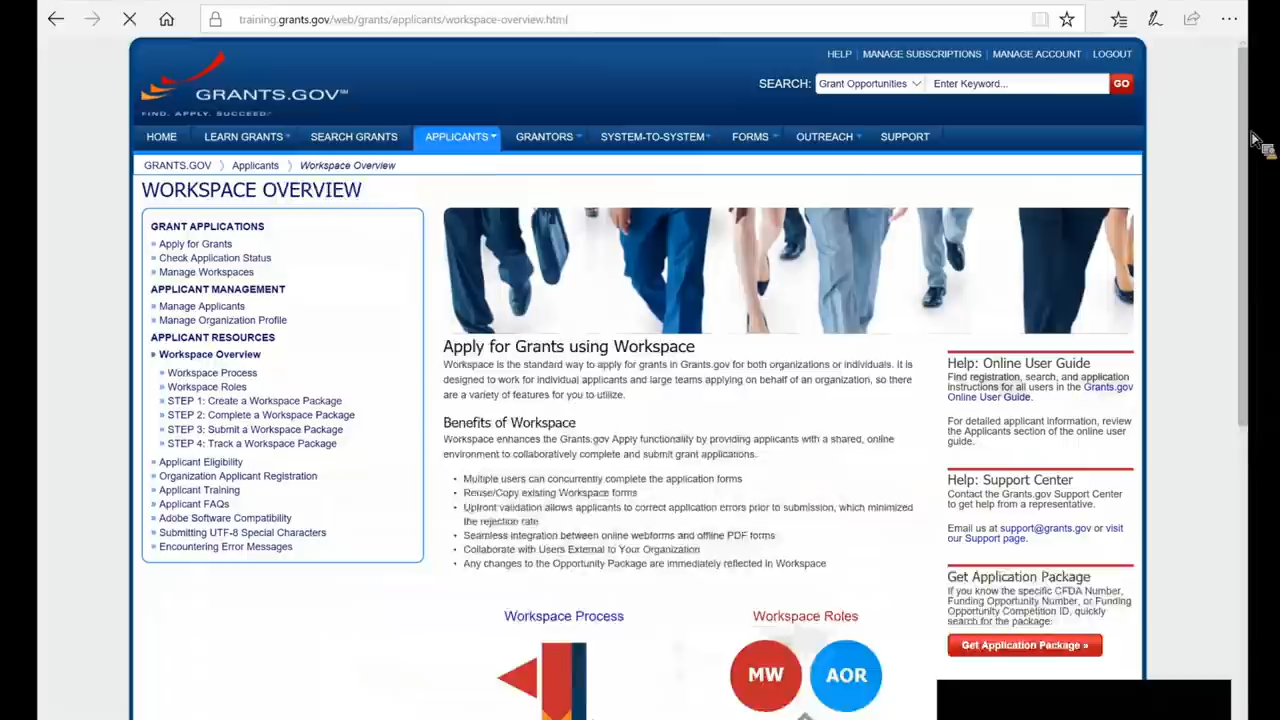 training.grants.gov/web/grants/applicants/workspace-overview.html
HELP | MANAGE SUBSCRIPTIONS | MANAGE ACCOUNT | LOGOUT
GRANTS.GOV℠
FIND. APPLY. SUCCEED.℠
SEARCH: Grant Opportunities Enter Keyword... GO
HOME LEARN GRANTS SEARCH GRANTS APPLICANTS GRANTORS SYSTEM-TO-SYSTEM FORMS OUTREACH SUPPORT
GRANTS.GOV 〉 Applicants 〉 Workspace Overview
WORKSPACE OVERVIEW
GRANT APPLICATIONS
» Apply for Grants
» Check Application Status
» Manage Workspaces
APPLICANT MANAGEMENT
» Manage Applicants
» Manage Organization Profile
APPLICANT RESOURCES
» Workspace Overview
» Workspace Process
» Workspace Roles
» STEP 1: Create a Workspace Package
» STEP 2: Complete a Workspace Package
» STEP 3: Submit a Workspace Package
» STEP 4: Track a Workspace Package
» Applicant Eligibility
» Organization Applicant Registration
» Applicant Training
» Applicant FAQs
» Adobe Software Compatibility
» Submitting UTF-8 Special Characters
» Encountering Error Messages
Apply for Grants using Workspace
Workspace is the standard way to apply for grants in Grants.gov for both organizations or individuals. It is
designed to work for individual applicants and large teams applying on behalf of an organization, so there
are a variety of features for you to utilize.
Benefits of Workspace
Workspace enhances the Grants.gov Apply functionality by providing applicants with a shared, online
environment to collaboratively complete and submit grant applications.
• Multiple users can concurrently complete the application forms
• Reuse/Copy existing Workspace forms
• Upfront validation allows applicants to correct application errors prior to submission, which minimized
the rejection rate
• Seamless integration between online webforms and offline PDF forms
• Collaborate with Users External to Your Organization
• Any changes to the Opportunity Package are immediately reflected in Workspace
Workspace Process
Workspace Roles
MW
AOR
Help: Online User Guide
Find registration, search, and application
instructions for all users in the Grants.gov
Online User Guide.
For detailed applicant information, review
the Applicants section of the online user
guide.
Help: Support Center
Contact the Grants.gov Support Center
to get help from a representative.
Email us at support@grants.gov or visit
our Support page.
Get Application Package
If you know the specific CFDA Number,
Funding Opportunity Number, or Funding
Opportunity Competition ID, quickly
search for the package:
Get Application Package »